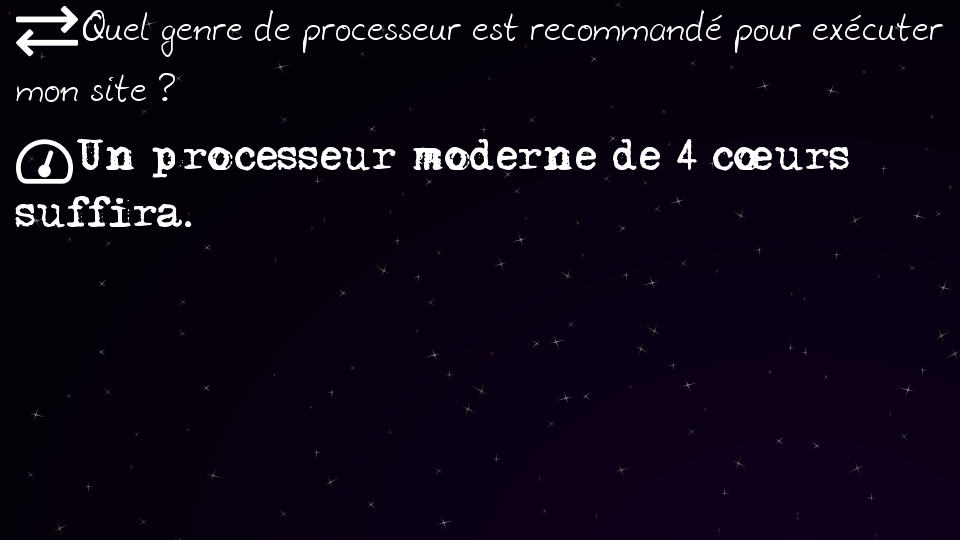 Quel genre de processeur est recommandé pour exécuter
mon site ?
Un processeur moderne de 4 cœurs
suffira.